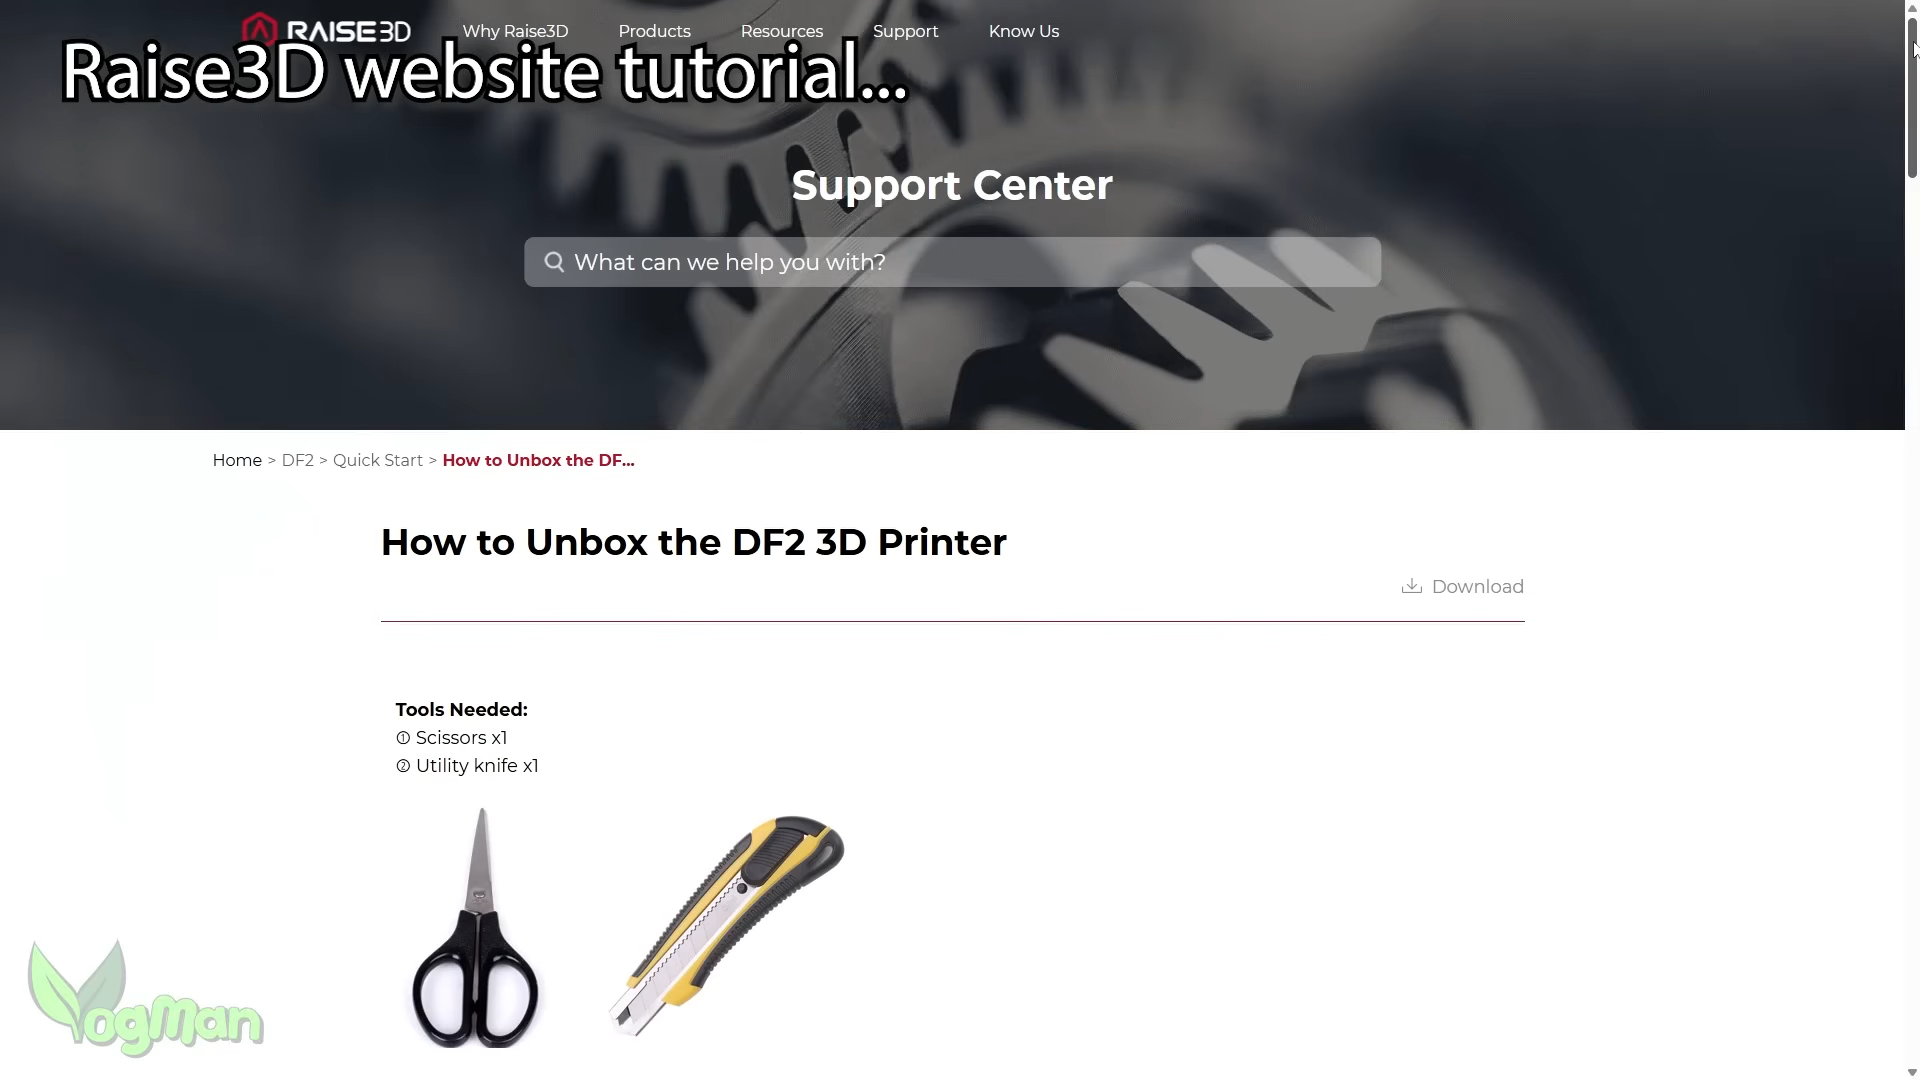 RAISE3D
Why Raise3D Products Resources Support Know Us
Raise3D website tutorial...
Support Center
What can we help you with?
Home > DF2 > Quick Start > How to Unbox the DF...
How to Unbox the DF2 3D Printer
Download
Tools Needed:
① Scissors x1
② Utility knife x1
YogMan